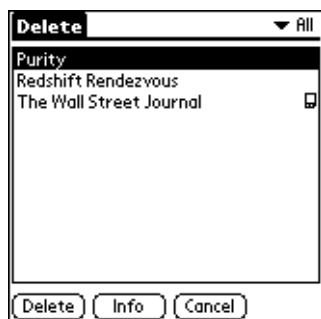 Delete
All
Purity
Redshift Rendezvous
The Wall Street Journal
Delete
Info
Cancel